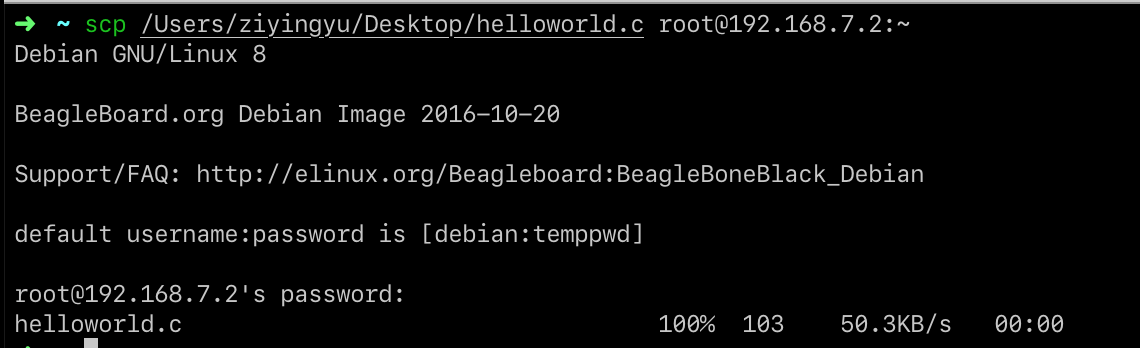 ➜ ~ scp /Users/ziyingyu/Desktop/helloworld.c root@192.168.7.2:~
Debian GNU/Linux 8
BeagleBoard.org Debian Image 2016-10-20
Support/FAQ: http://elinux.org/Beagleboard:BeagleBoneBlack_Debian
default username:password is [debian:temppwd]
root@192.168.7.2's password:
helloworld.c 100% 103 50.3KB/s 00:00